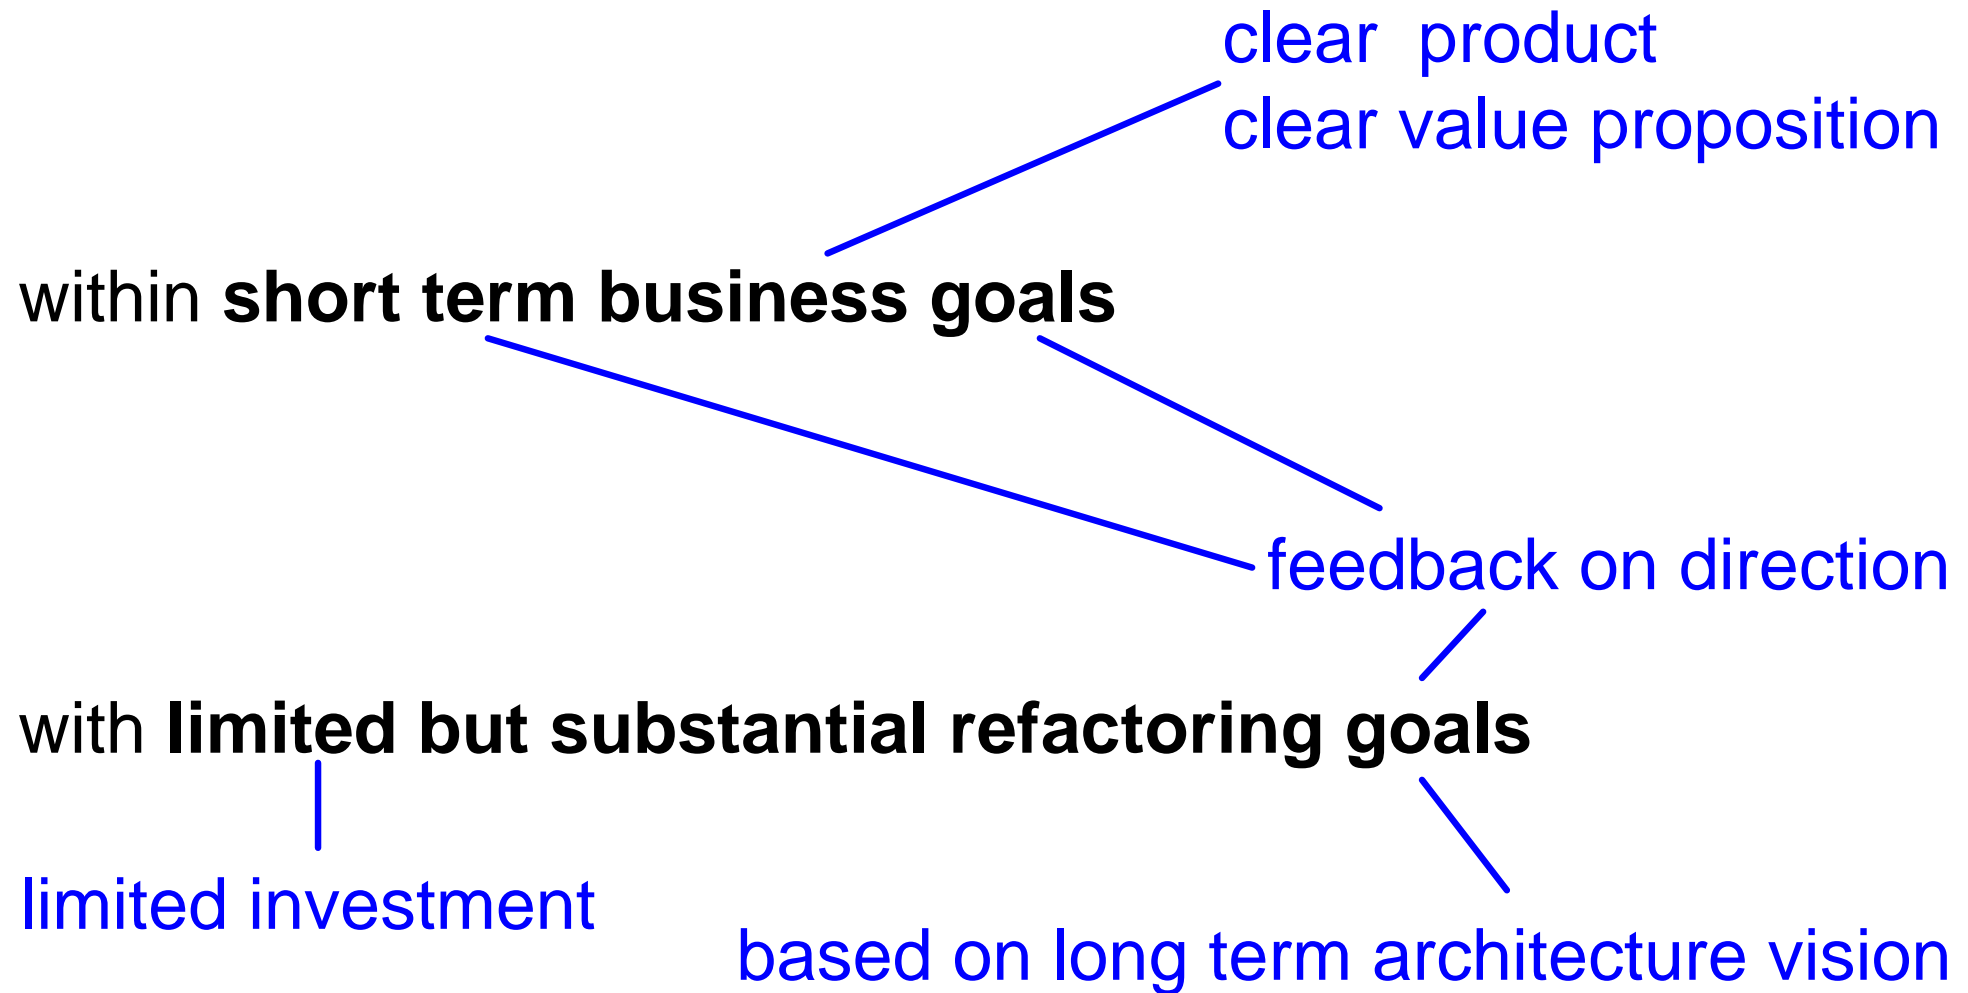 clear product
clear value proposition
within short term business goals
feedback on direction
with limited but substantial refactoring goals
limited investment
based on long term architecture vision